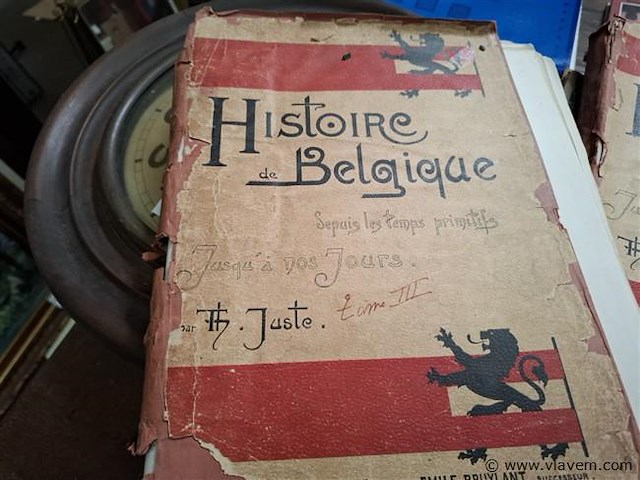 Histoire
de Belgique
Depuis les temps primitifs
Jusqu'à nos Jours.
par Th. Juste.
tome III
EMILE BRUYLANT, SUCCESSEUR.
© www.vlavem.com